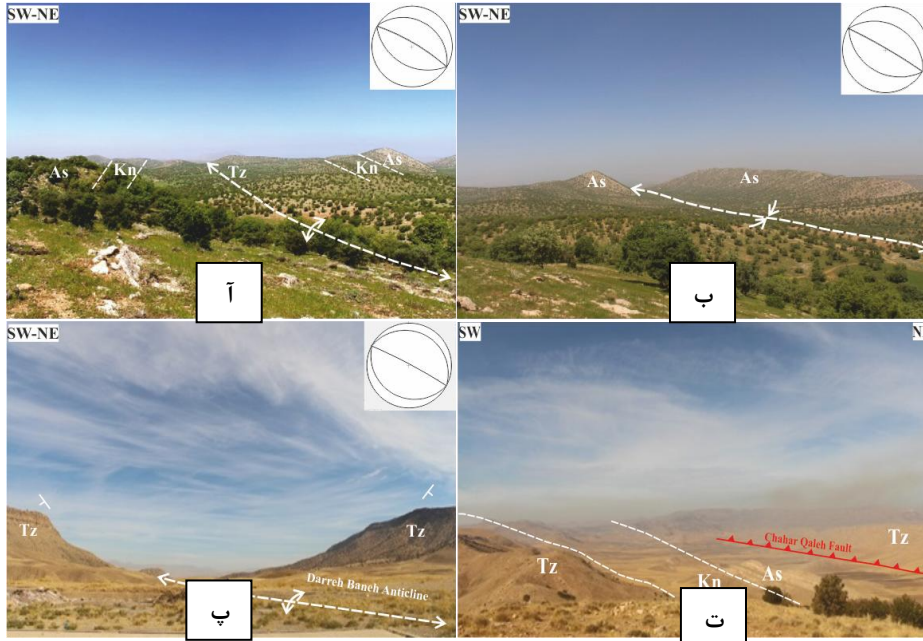 SW-NE
As
Kn
Tz
Kn
As
آ
SW-NE
As
As
ب
SW-NE
Tz
Tz
Darreh Baneh Anticline
پ
SW
N
Tz
Kn
As
Chahar Qaleh Fault
Tz
ت